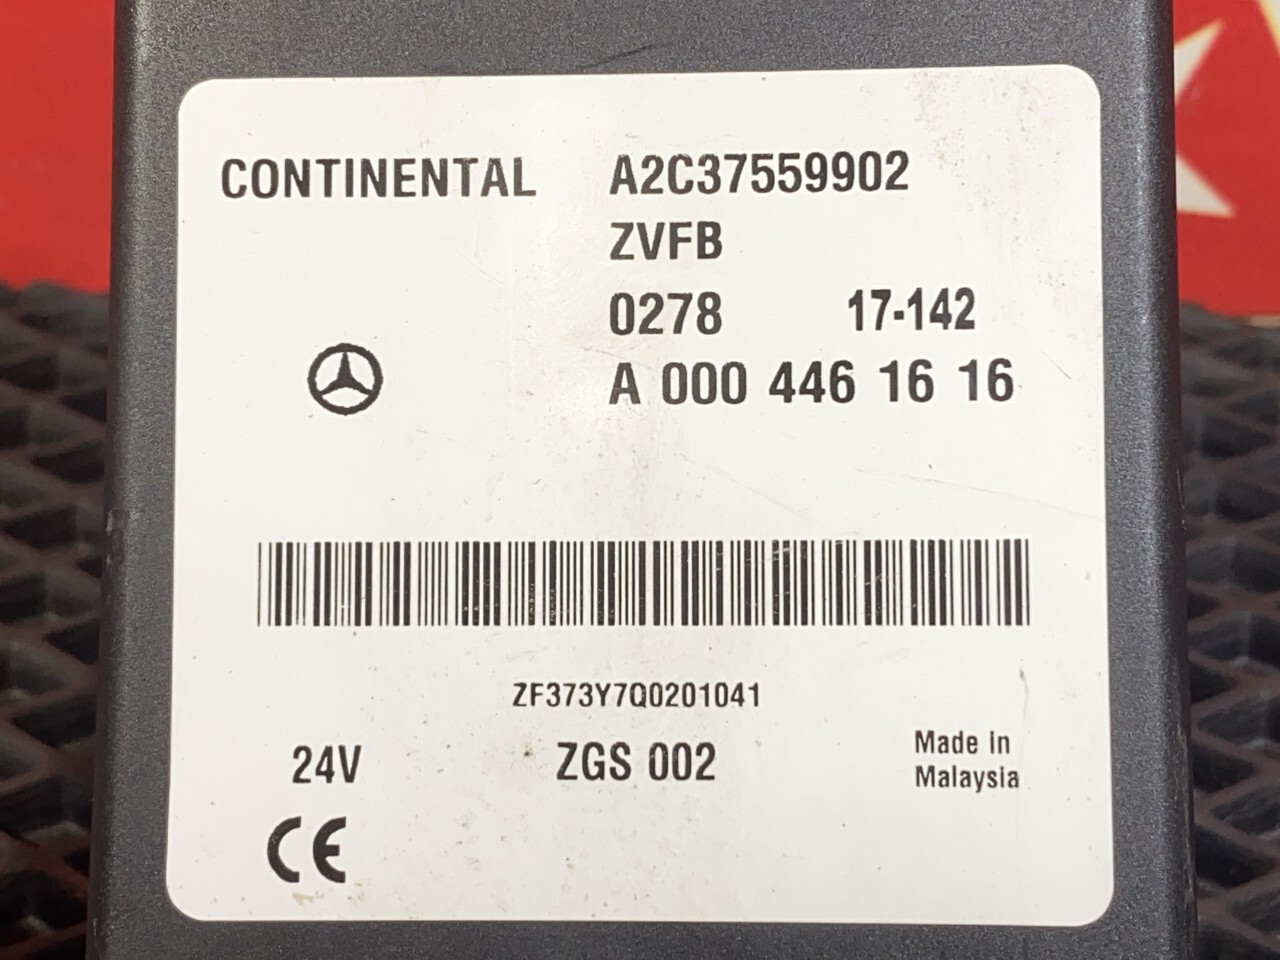 CONTINENTAL A2C37559902
ZVFB
0278 17-142
A 000 446 16 16
ZF373Y7Q0201041
24V ZGS 002 Made in
Malaysia
CE